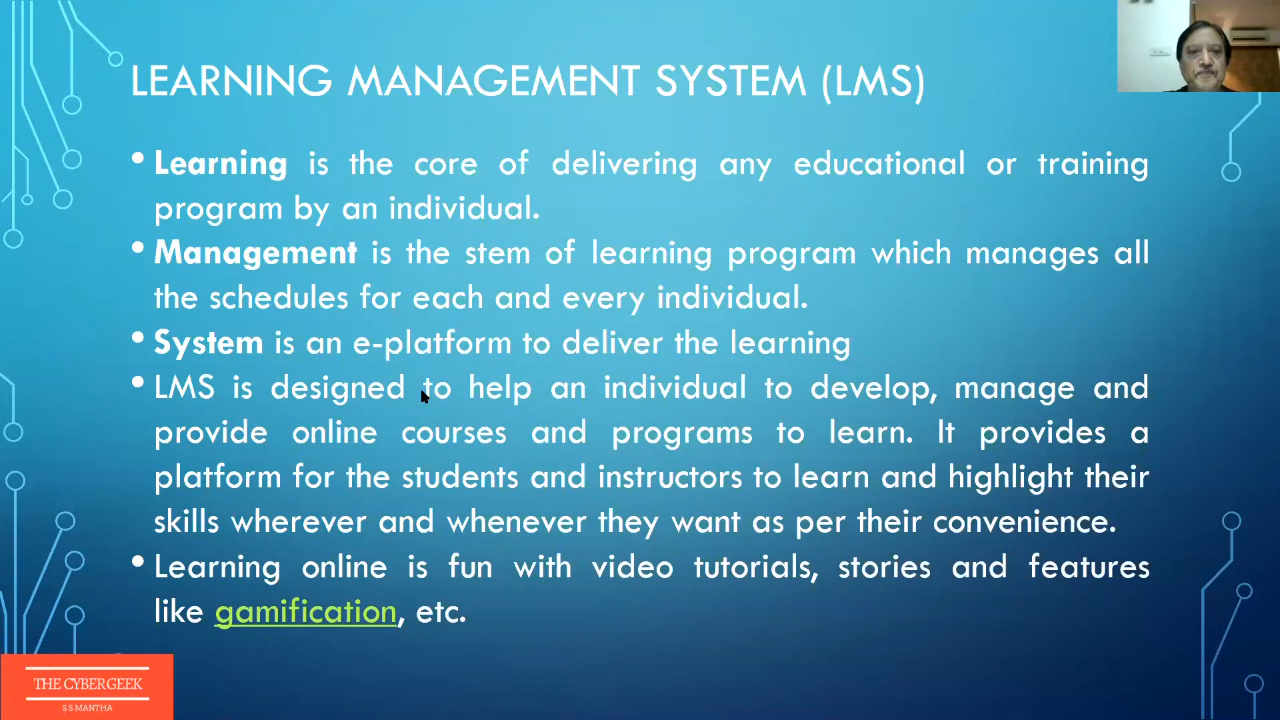 LEARNING MANAGEMENT SYSTEM (LMS)
• Learning is the core of delivering any educational or training
program by an individual.
• Management is the stem of learning program which manages all
the schedules for each and every individual.
• System is an e-platform to deliver the learning
• LMS is designed to help an individual to develop, manage and
provide online courses and programs to learn. It provides a
platform for the students and instructors to learn and highlight their
skills wherever and whenever they want as per their convenience.
• Learning online is fun with video tutorials, stories and features
like gamification, etc.
THE CYBERGEEK
S S MANTHA